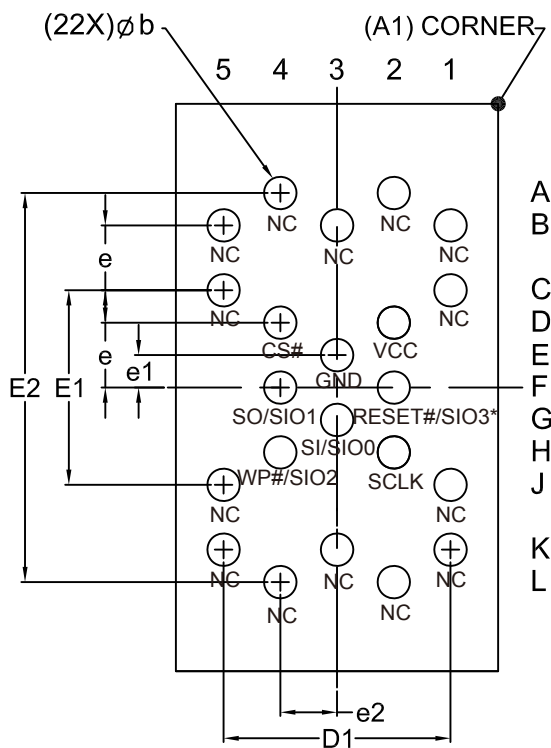 (22X)øb (A1) CORNER
5 4 3 2 1
A
NC NC
B
NC NC NC
e
C
NC NC
D
CS# VCC
E
e e1 GND
E2 E1 F
SO/SIO1 RESET#/SIO3*
G
SI/SIO0
H
WP#/SIO2 SCLK
J
NC NC
K
NC NC NC
L
NC NC
e2
D1